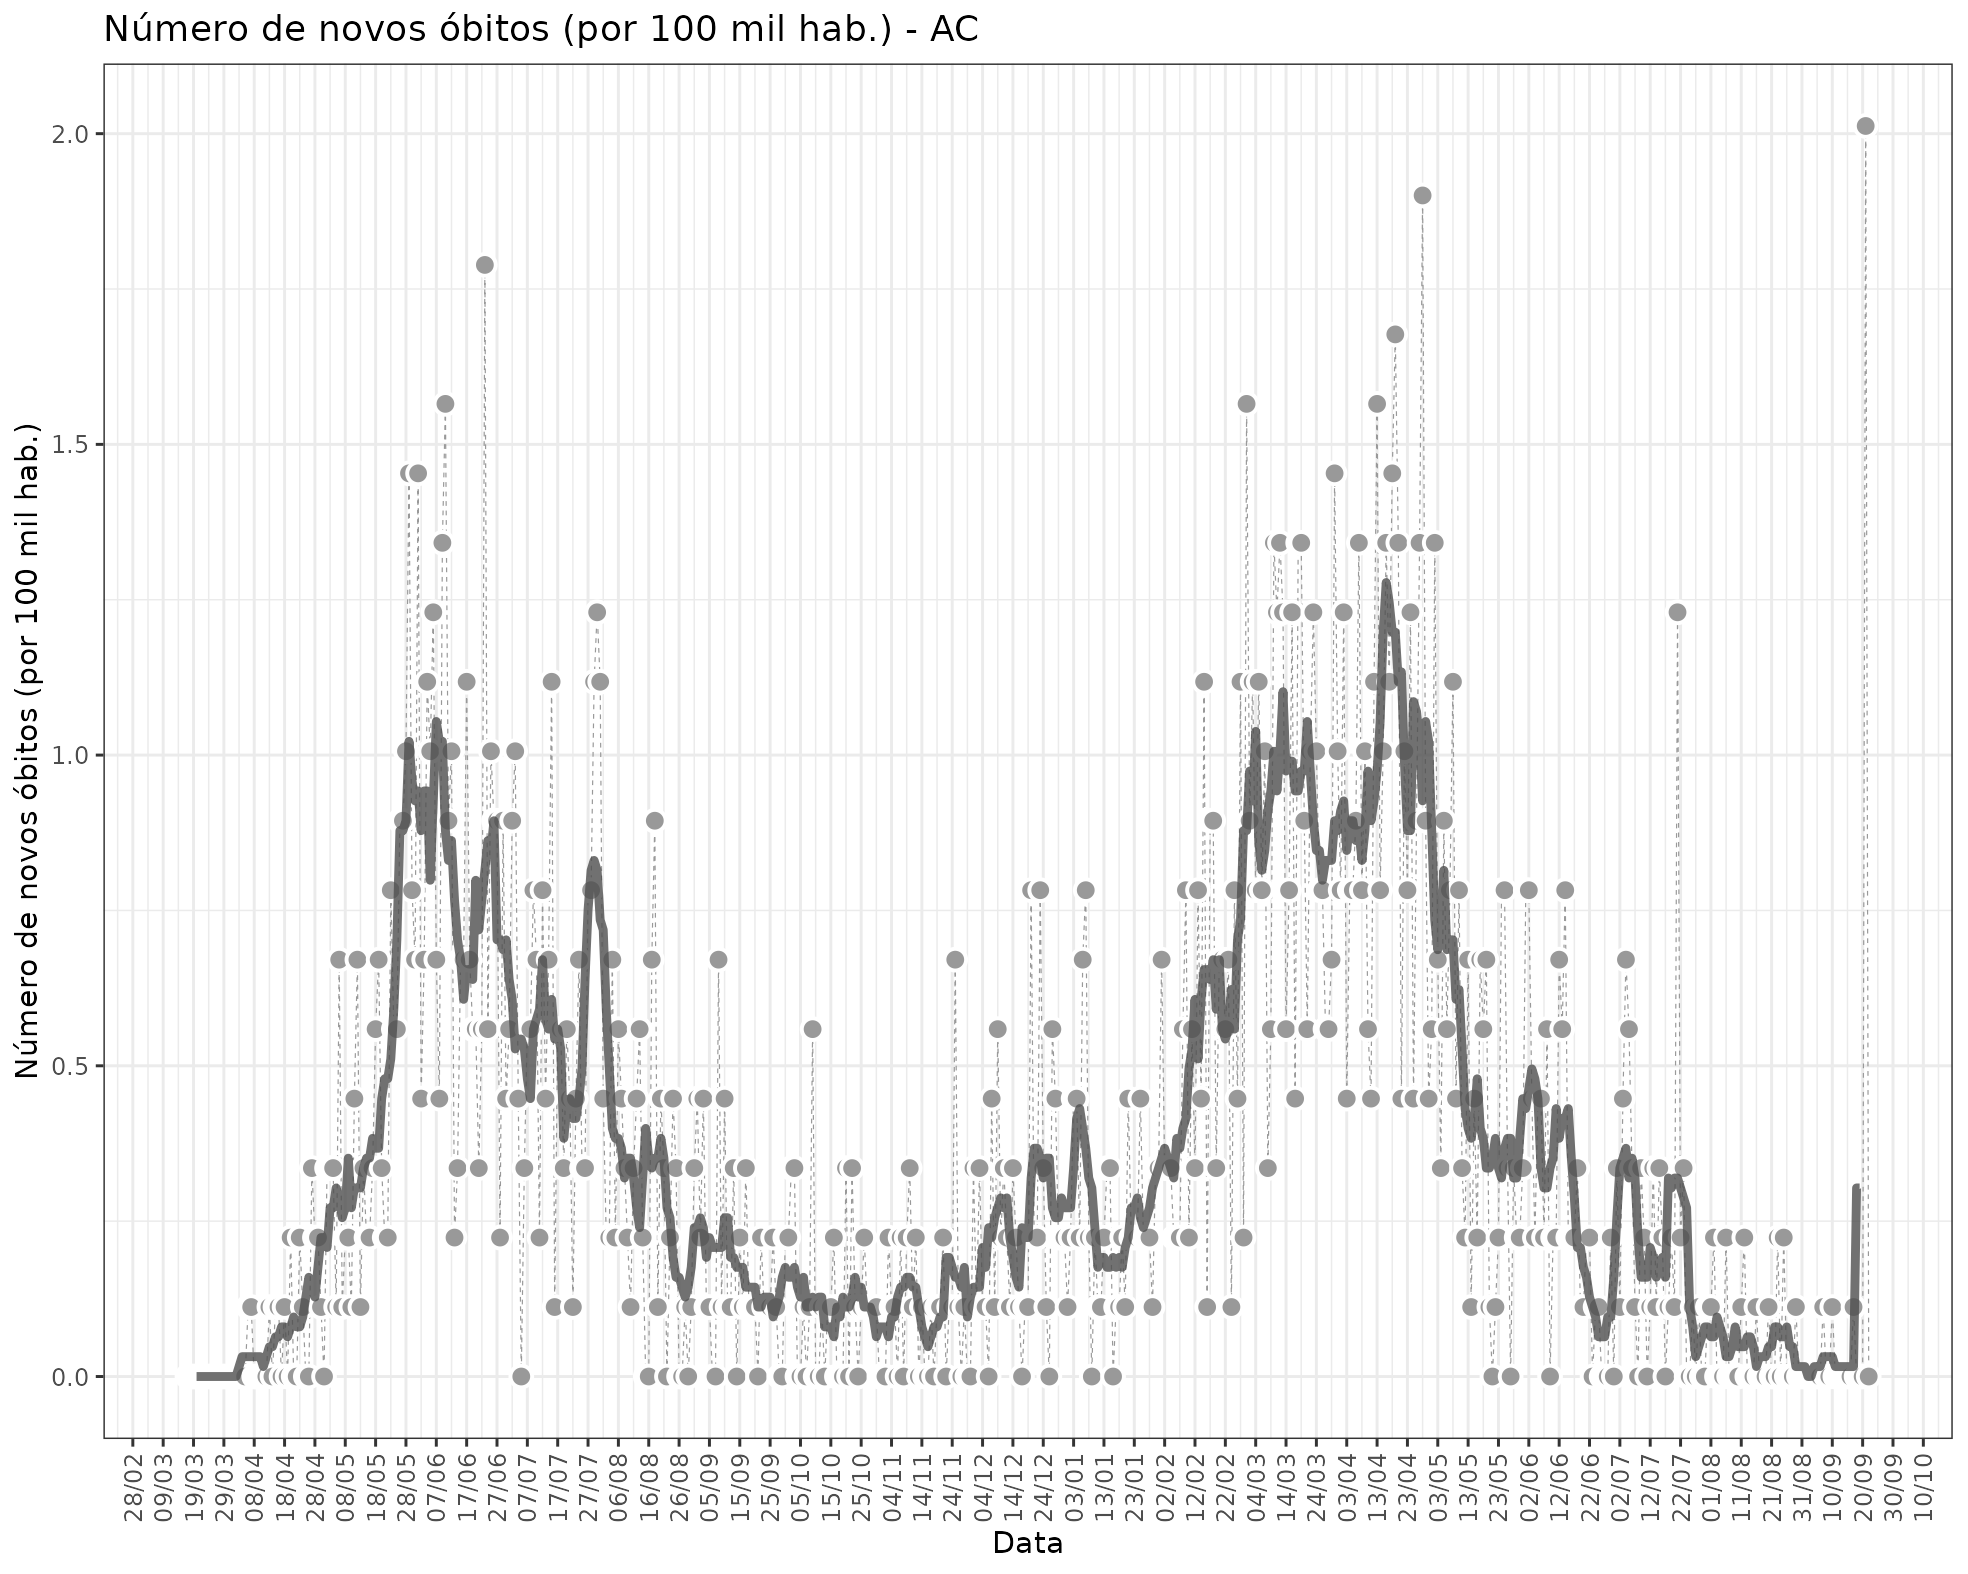 Número de novos óbitos (por 100 mil hab.) - AC
Número de novos óbitos (por 100 mil hab.)
2.0
1.5
1.0
0.5
0.0
28/02 09/03 19/03 29/03 08/04 18/04 28/04 08/05 18/05 28/05 07/06 17/06 27/06 07/07 17/07 27/07 06/08 16/08 26/08 05/09 15/09 25/09 05/10 15/10 25/10 04/11 14/11 24/11 04/12 14/12 24/12 03/01 13/01 23/01 02/02 12/02 22/02 04/03 14/03 24/03 03/04 13/04 23/04 03/05 13/05 23/05 02/06 12/06 22/06 02/07 12/07 22/07 01/08 11/08 21/08 31/08 10/09 20/09 30/09 10/10
Data